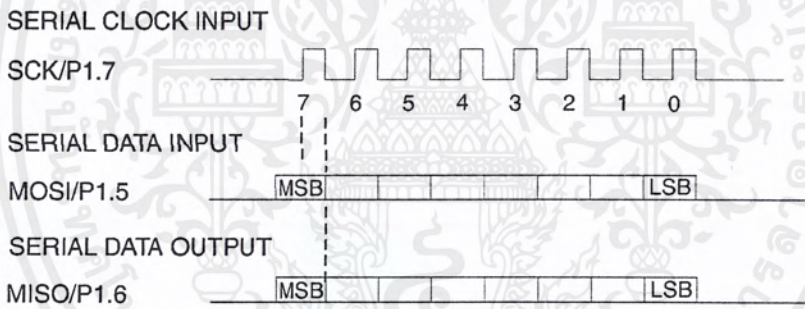 SERIAL CLOCK INPUT
SCK/P1.7
7 6 5 4 3 2 1 0
SERIAL DATA INPUT
MOSI/P1.5
MSB LSB
SERIAL DATA OUTPUT
MISO/P1.6
MSB LSB